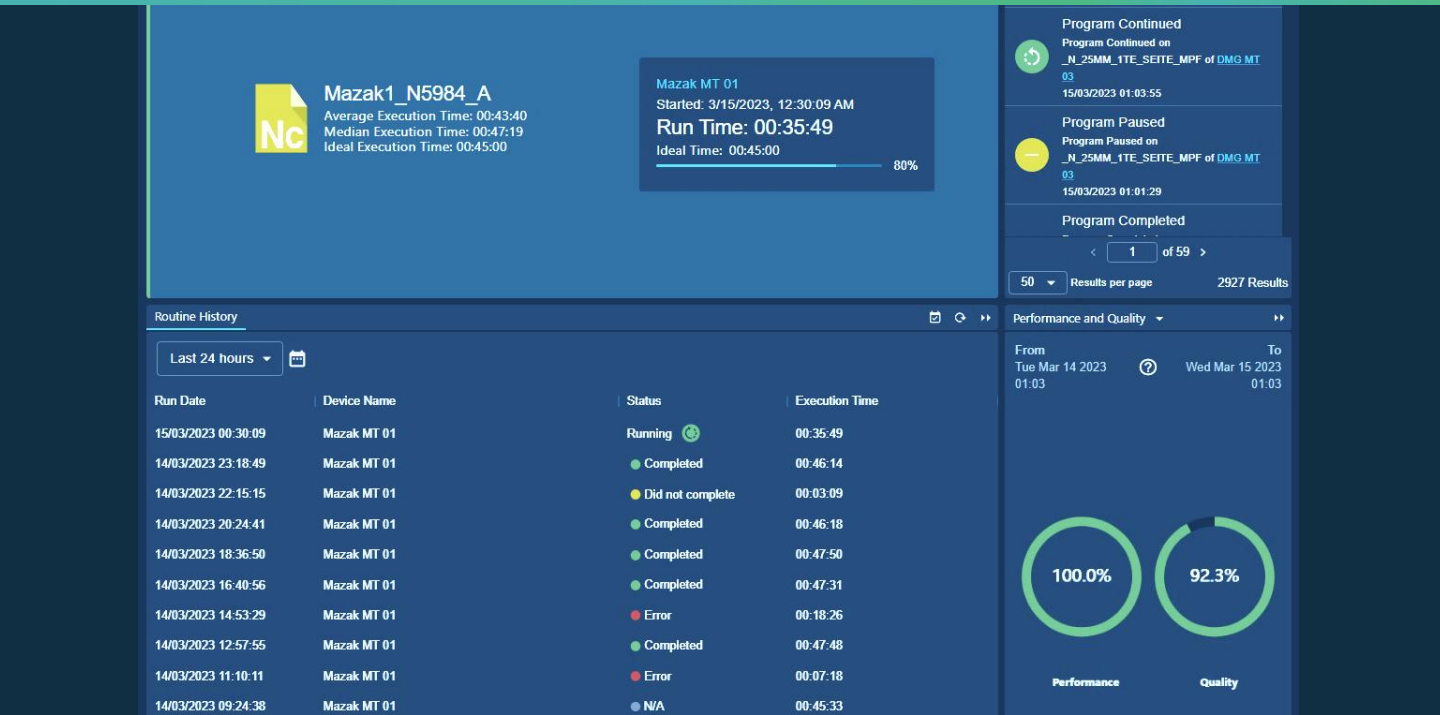 Nc
Mazak1_N5984_A
Average Execution Time: 00:43:40
Median Execution Time: 00:47:19
Ideal Execution Time: 00:45:00
Mazak MT 01
Started: 3/15/2023, 12:30:09 AM
Run Time: 00:35:49
Ideal Time: 00:45:00
80%
Program Continued
Program Continued on
_N_25MM_1TE_SEITE_MPF of DMG MT
03
15/03/2023 01:03:55
Program Paused
Program Paused on
_N_25MM_1TE_SEITE_MPF of DMG MT
03
15/03/2023 01:01:29
Program Completed
1 of 59
50 Results per page 2927 Results
Routine History
Last 24 hours
Run Date Device Name Status Execution Time
15/03/2023 00:30:09 Mazak MT 01 Running 00:35:49
14/03/2023 23:18:49 Mazak MT 01 Completed 00:46:14
14/03/2023 22:15:15 Mazak MT 01 Did not complete 00:03:09
14/03/2023 20:24:41 Mazak MT 01 Completed 00:46:18
14/03/2023 18:36:50 Mazak MT 01 Completed 00:47:50
14/03/2023 16:40:56 Mazak MT 01 Completed 00:47:31
14/03/2023 14:53:29 Mazak MT 01 Error 00:18:26
14/03/2023 12:57:55 Mazak MT 01 Completed 00:47:48
14/03/2023 11:10:11 Mazak MT 01 Error 00:07:18
14/03/2023 09:24:38 Mazak MT 01 N/A 00:45:33
Performance and Quality
From To
Tue Mar 14 2023 Wed Mar 15 2023
01:03 01:03
100.0% 92.3%
Performance Quality